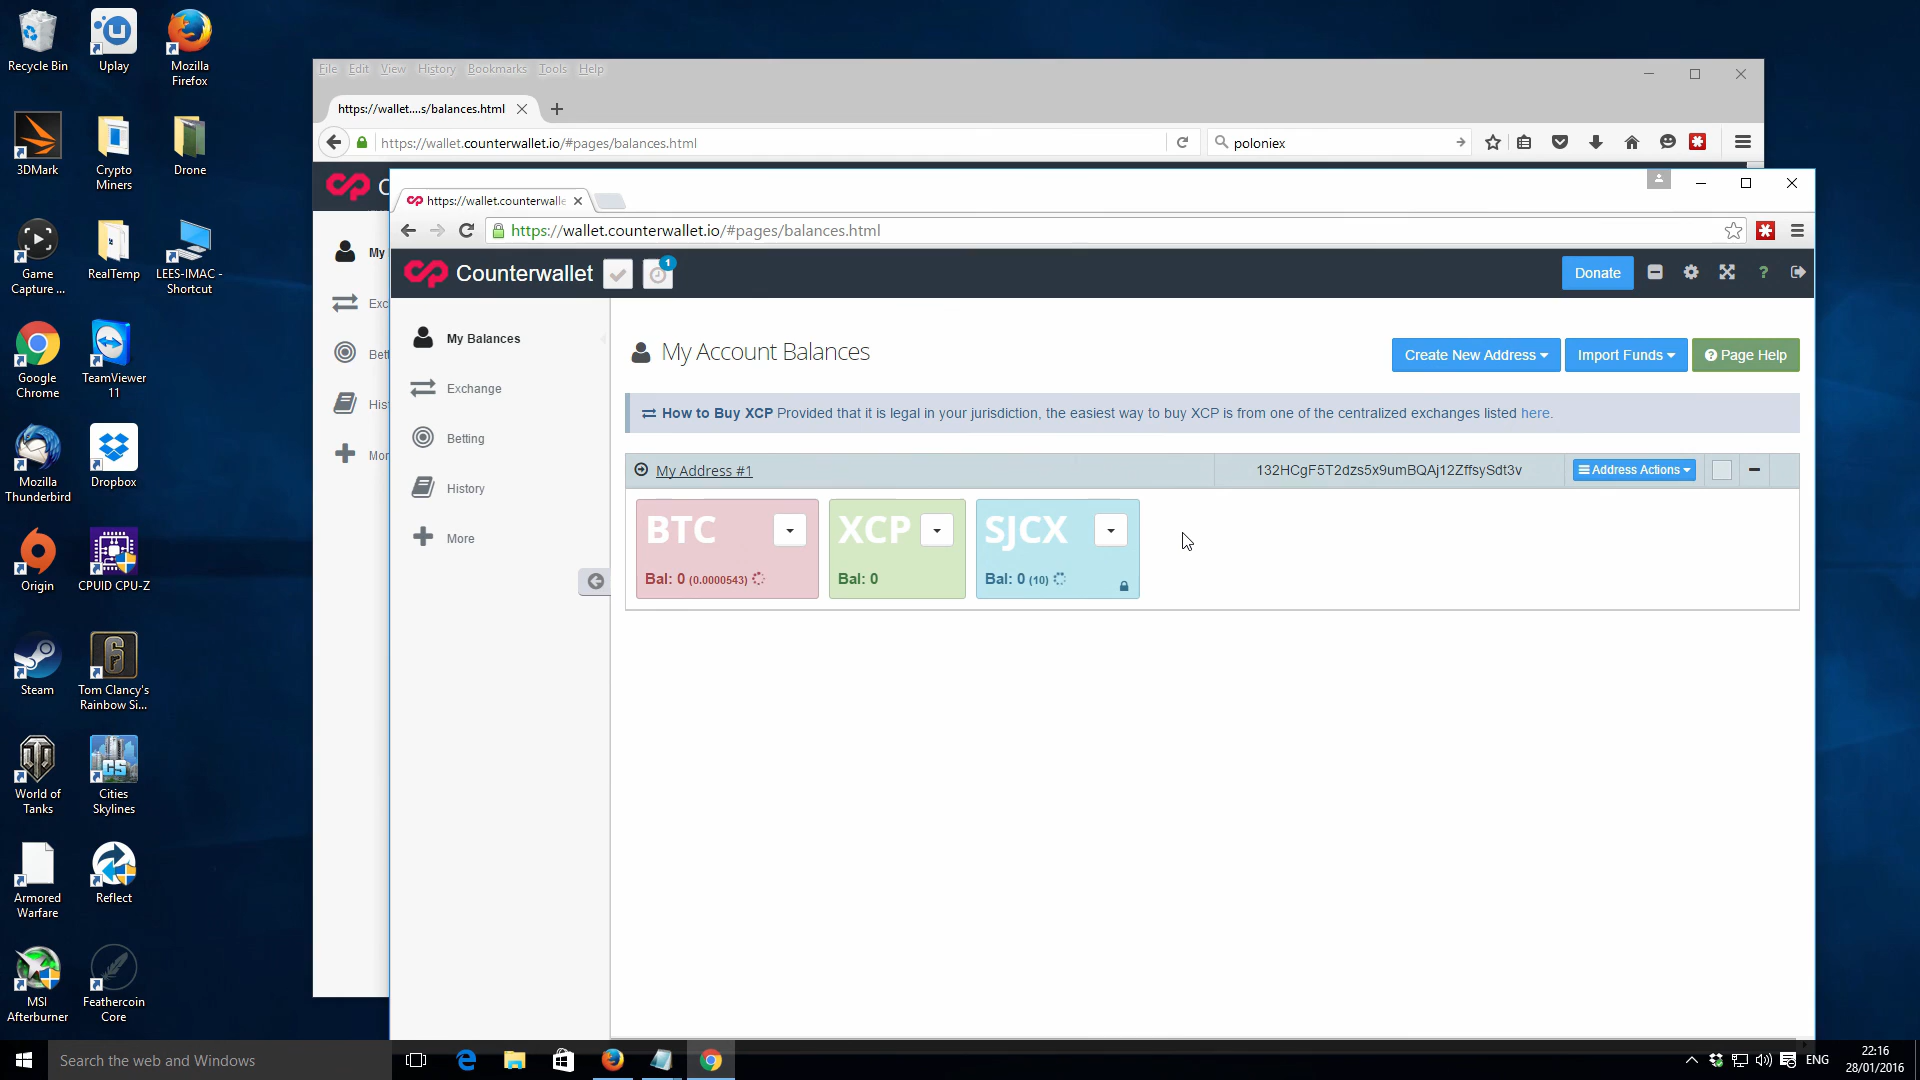 Recycle Bin
Uplay
Mozilla
Firefox
3DMark
Crypto
Miners
Drone
Game
Capture ...
RealTemp
LEES-IMAC -
Shortcut
Google
Chrome
TeamViewer
11
Mozilla
Thunderbird
Dropbox
Origin
CPUID CPU-Z
Steam
Tom Clancy's
Rainbow Si...
World of
Tanks
CS
Cities
Skylines
Armored
Warfare
Reflect
MSI
Afterburner
Feathercoin
Core
File Edit View History Bookmarks Tools Help
https://wallet....s/balances.html
https://wallet.counterwallet.io/#pages/balances.html
poloniex
C
My
Exc
Bet
His
Mor
https://wallet.counterwalle
https://wallet.counterwallet.io/#pages/balances.html
Counterwallet
1
Donate
?
My Balances
Exchange
Betting
History
More
My Account Balances
Create New Address
Import Funds
Page Help
How to Buy XCP Provided that it is legal in your jurisdiction, the easiest way to buy XCP is from one of the centralized exchanges listed here.
My Address #1
132HCgF5T2dzs5x9umBQAj12ZffsySdt3v
Address Actions
BTC
Bal: 0 (0.0000543)
XCP
Bal: 0
SJCX
Bal: 0 (10)
Search the web and Windows
ENG
22:16
28/01/2016